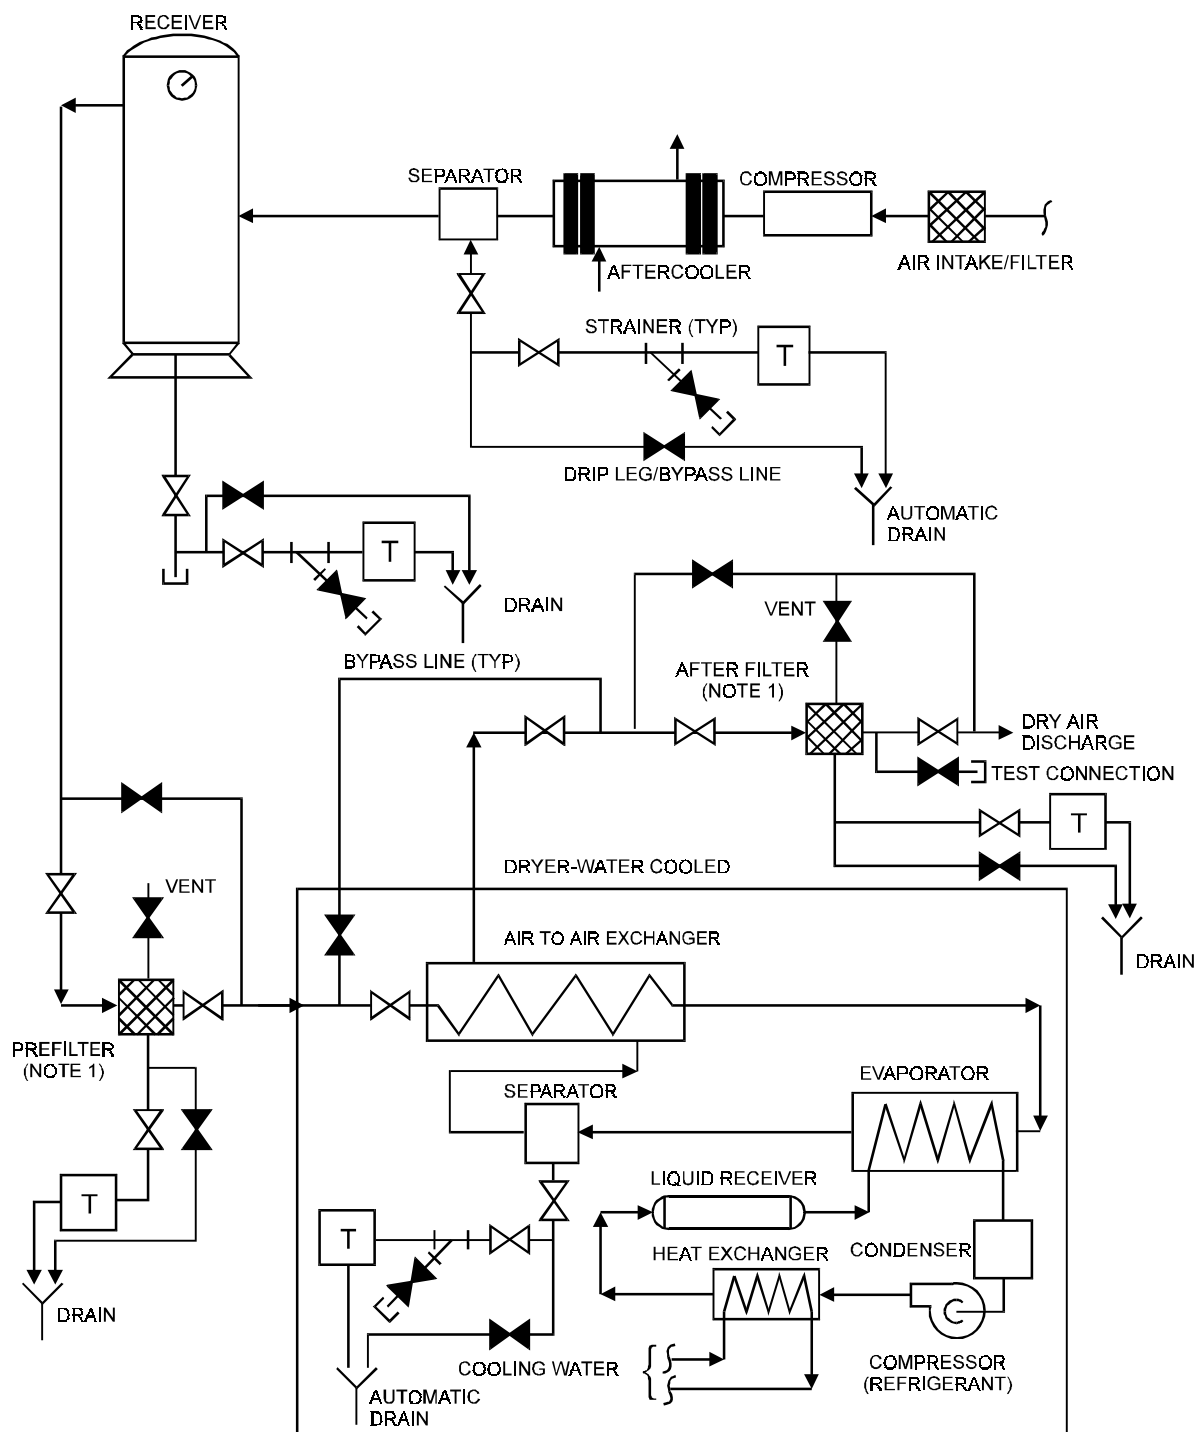 RECEIVER
SEPARATOR
COMPRESSOR
AIR INTAKE/FILTER
AFTERCOOLER
STRAINER (TYP)
T
DRIP LEG/BYPASS LINE
AUTOMATIC
DRAIN
T
DRAIN
BYPASS LINE (TYP)
VENT
AFTER FILTER
(NOTE 1)
DRY AIR
DISCHARGE
TEST CONNECTION
T
DRAIN
DRYER-WATER COOLED
VENT
AIR TO AIR EXCHANGER
PREFILTER
(NOTE 1)
T
DRAIN
SEPARATOR
EVAPORATOR
LIQUID RECEIVER
HEAT EXCHANGER
CONDENSER
T
COOLING WATER
COMPRESSOR
(REFRIGERANT)
AUTOMATIC
DRAIN